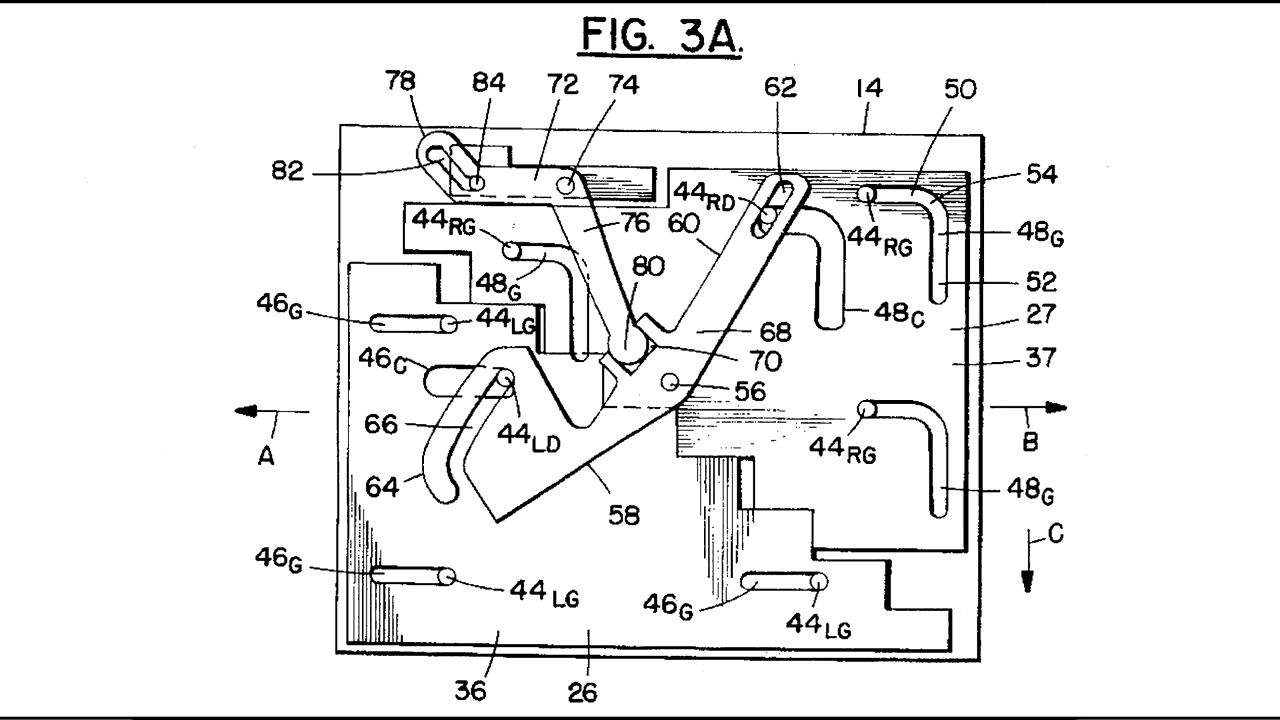 FIG. 3A.
78 84 72 74 62 14 50
82 54
44RD
44RG 76 60 44RG 48G
48G 80 52
46G 44LG 48C 27
68
46C 70 37
56
66 44LD 44RG
A B
64 48G
58
C
46G 44LG 46G 44LG
36 26